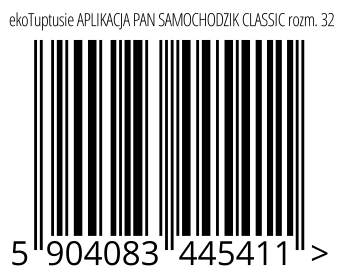 ekoTuptusie APLIKACJA PAN SAMOCHODZIK CLASSIC rozm. 32
5 904083 445411 >